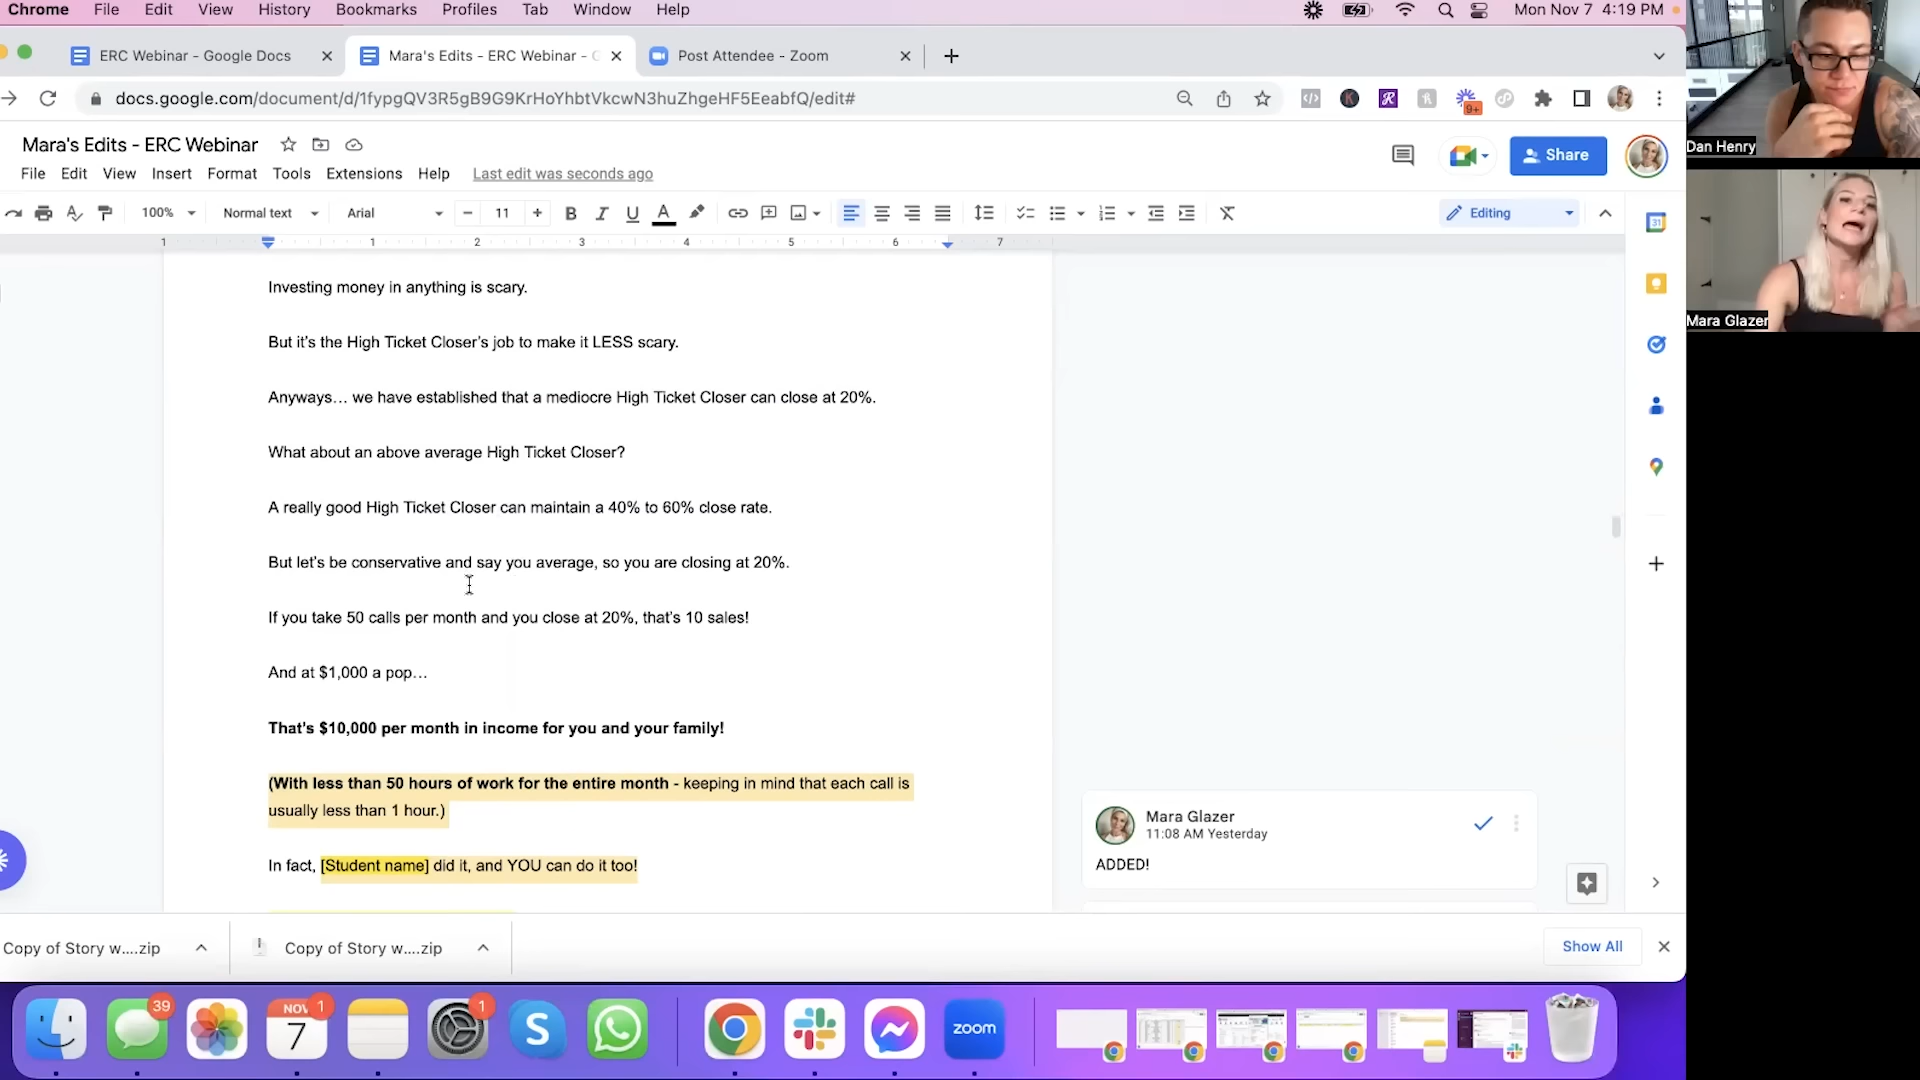 Chrome File Edit View History Bookmarks Profiles Tab Window Help Mon Nov 7 4:19 PM
ERC Webinar - Google Docs
Mara's Edits - ERC Webinar - G
Post Attendee - Zoom
docs.google.com/document/d/1fypgQV3R5gB9G9KrHoYhbtVkcwN3huZhgeHF5EeabfQ/edit#
9+
Mara's Edits - ERC Webinar
File Edit View Insert Format Tools Extensions Help Last edit was seconds ago
Share
100% Normal text Arial 11 Editing
1 1 2 3 4 5 6 7
Investing money in anything is scary.
But it's the High Ticket Closer's job to make it LESS scary.
Anyways… we have established that a mediocre High Ticket Closer can close at 20%.
What about an above average High Ticket Closer?
A really good High Ticket Closer can maintain a 40% to 60% close rate.
But let's be conservative and say you average, so you are closing at 20%.
If you take 50 calls per month and you close at 20%, that's 10 sales!
And at $1,000 a pop…
That's $10,000 per month in income for you and your family!
(With less than 50 hours of work for the entire month - keeping in mind that each call is
usually less than 1 hour.)
In fact, [Student name] did it, and YOU can do it too!
Mara Glazer
11:08 AM Yesterday
ADDED!
Copy of Story w....zip
Copy of Story w....zip
Show All
39
NOV 1
7
1
zoom
Dan Henry
Mara Glazer